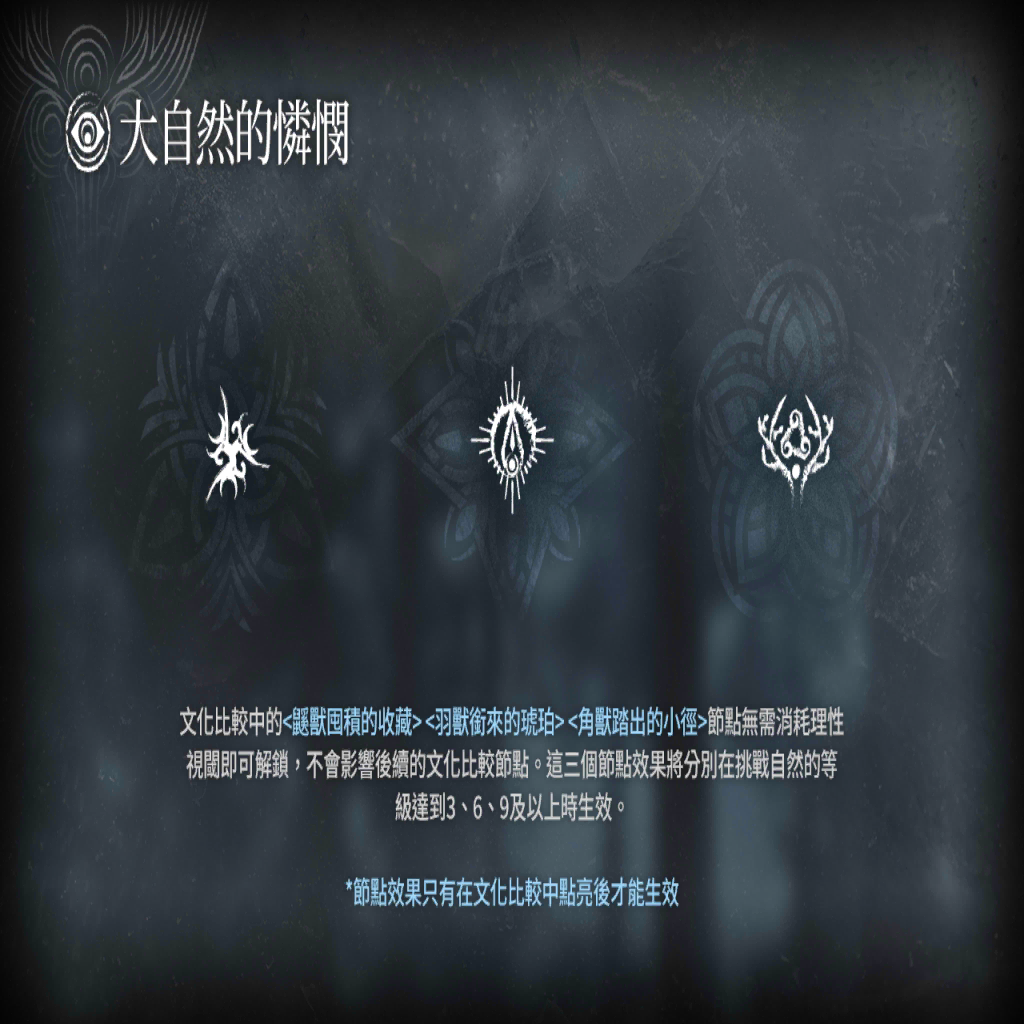 大自然的憐憫
文化比較中的<鼷獸囤積的收藏><羽獸銜來的琥珀><角獸踏出的小徑>節點無需消耗理性
視閾即可解鎖，不會影響後續的文化比較節點。這三個節點效果將分別在挑戰自然的等
級達到3、6、9及以上時生效。
*節點效果只有在文化比較中點亮後才能生效